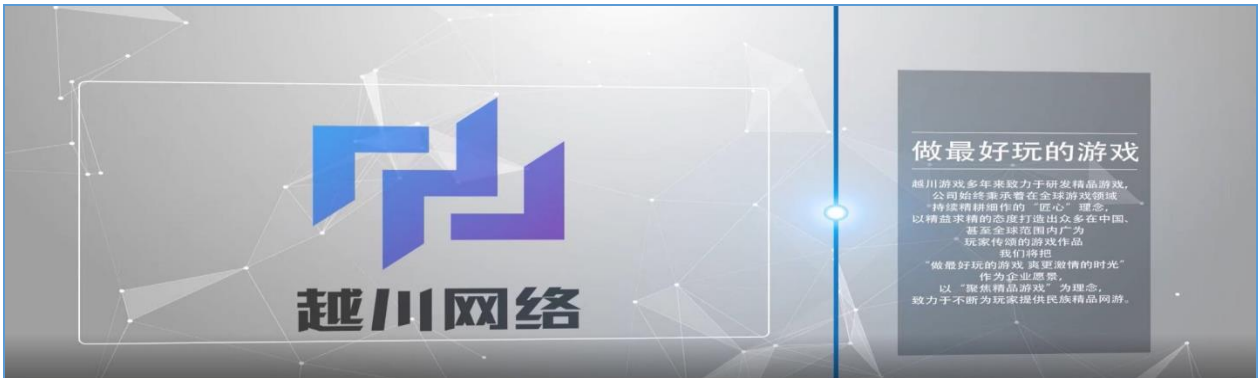 越川网络
做最好玩的游戏
越川游戏多年来致力于研发精品游戏,
公司始终秉承着在全球游戏领域
持续精耕细作的“匠心”理念,
以精益求精的态度打造出众多在中国、
甚至全球范围内广为
玩家传颂的游戏作品
我们将把
“做最好玩的游戏 爽更激情的时光”
作为企业愿景,
以“聚焦精品游戏”为理念,
致力于不断为玩家提供民族精品网游。